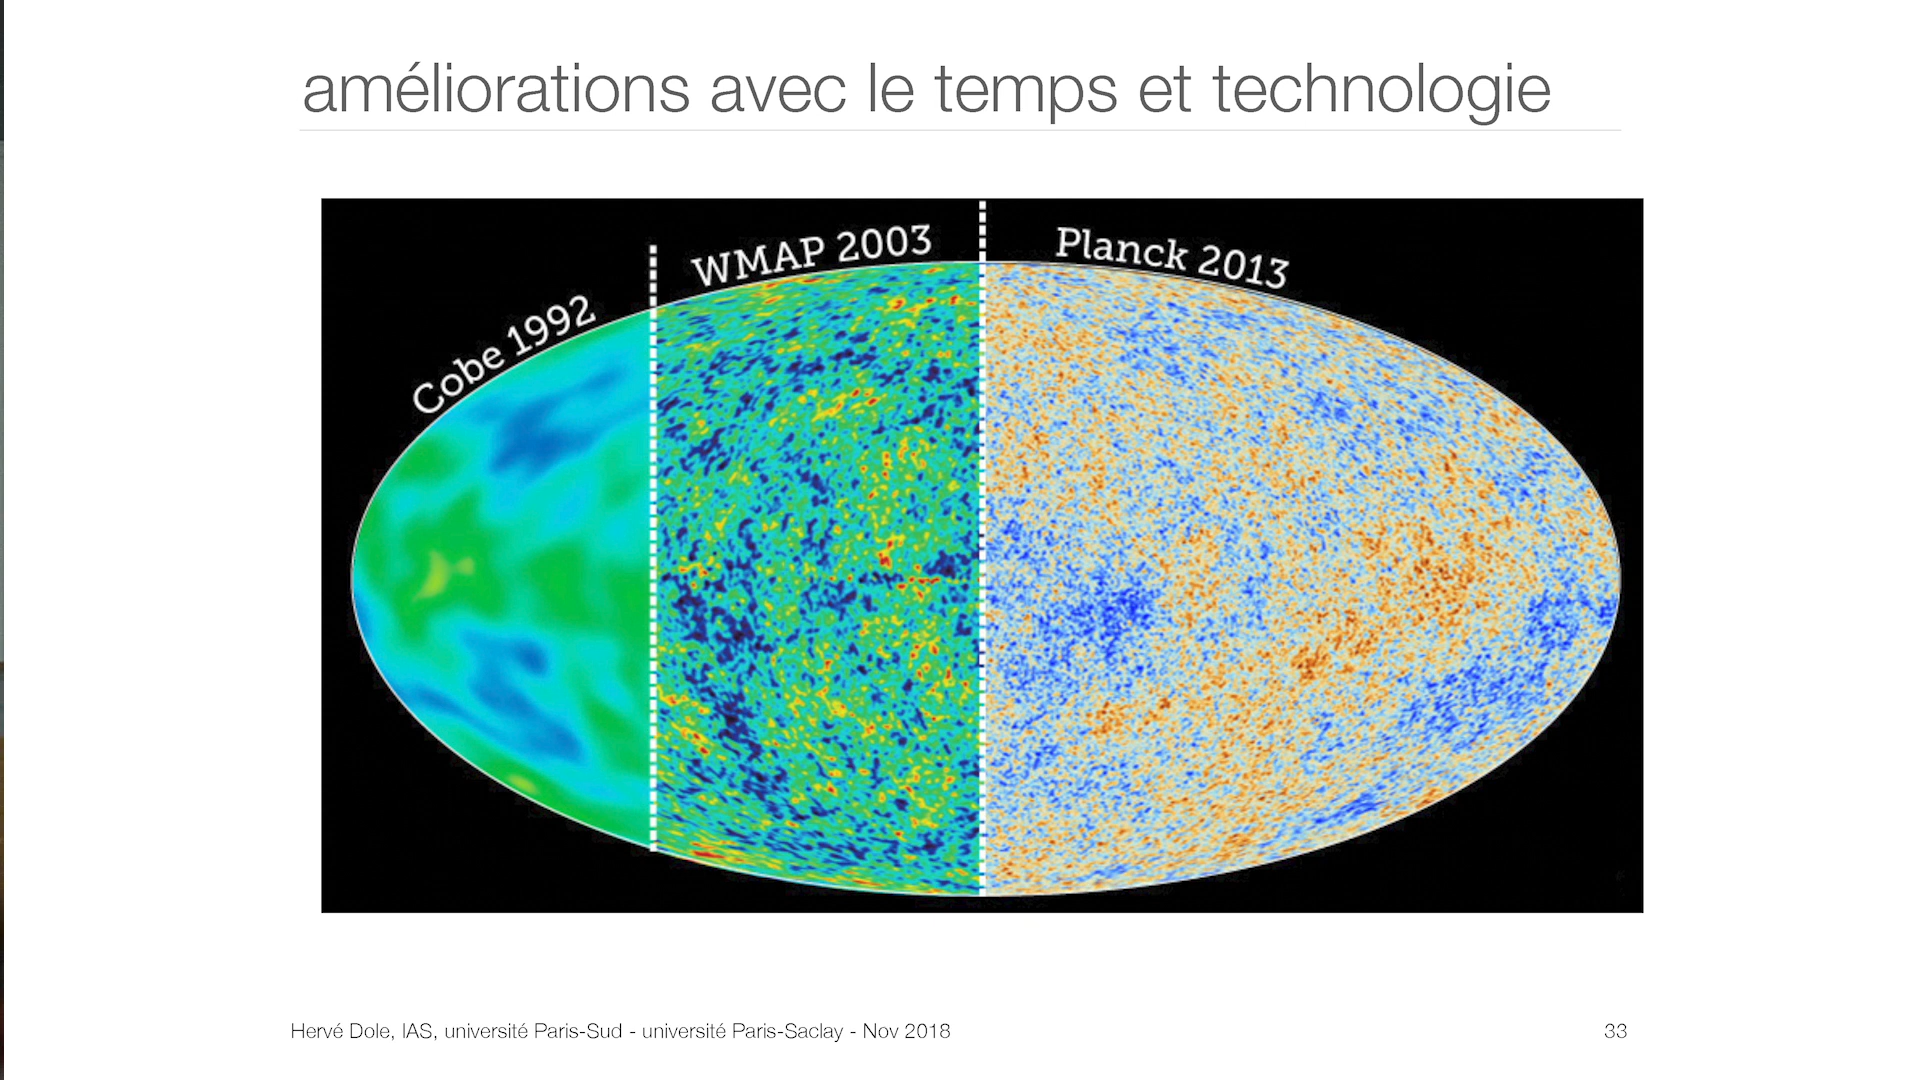 améliorations avec le temps et technologie
Cobe 1992
WMAP 2003
Planck 2013
Hervé Dole, IAS, université Paris-Sud - université Paris-Saclay - Nov 2018
33